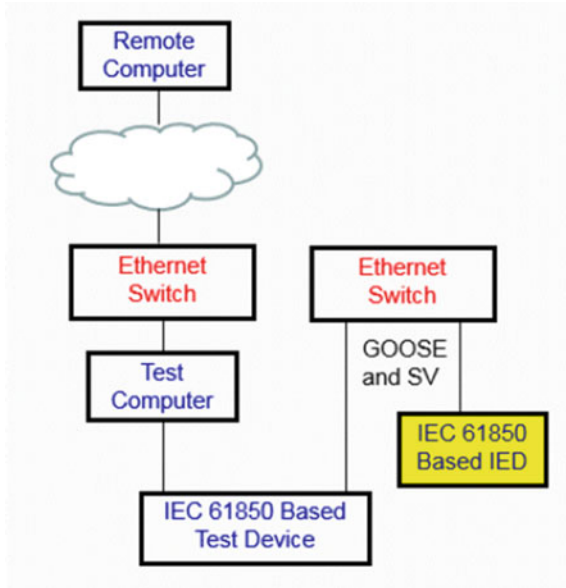 Remote
Computer
Ethernet
Switch
Ethernet
Switch
GOOSE
and SV
Test
Computer
IEC 61850
Based IED
IEC 61850 Based
Test Device